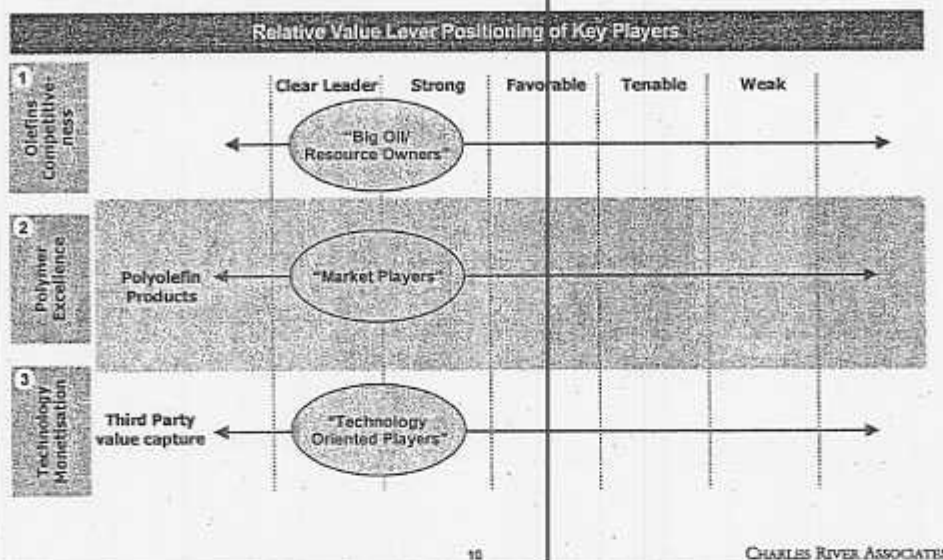 Relative Value Lever Positioning of Key Players
1
Olefins
Competitive-
ness
Clear Leader
Strong
Favorable
Tenable
Weak
"Big Oil/
Resource Owners"
2
Polymer
Excellence
Polyolefin
Products
"Market Players"
3
Technology
Monetisation
Third Party
value capture
"Technology
Oriented Players"
10
CHARLES RIVER ASSOCIATES